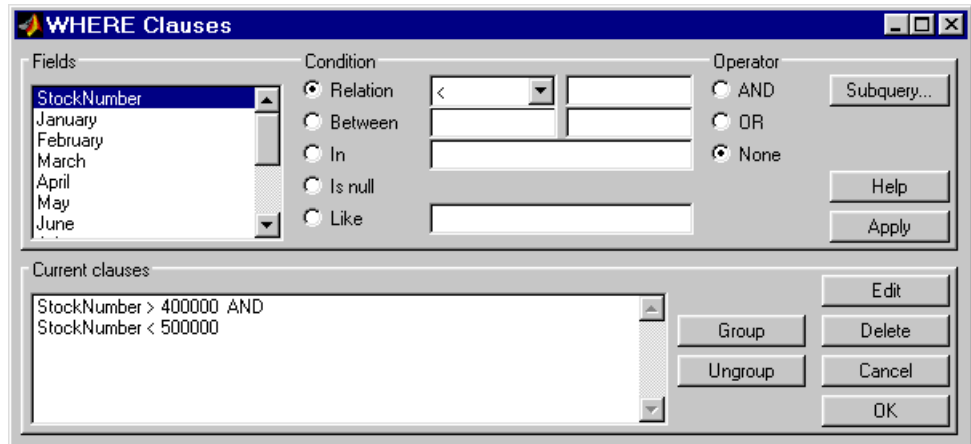 WHERE Clauses
Fields
StockNumber
January
February
March
April
May
June
Condition
Relation <
Between
In
Is null
Like
Operator
AND
OR
None
Subquery...
Help
Apply
Current clauses
StockNumber > 400000 AND
StockNumber < 500000
Group
Ungroup
Edit
Delete
Cancel
OK